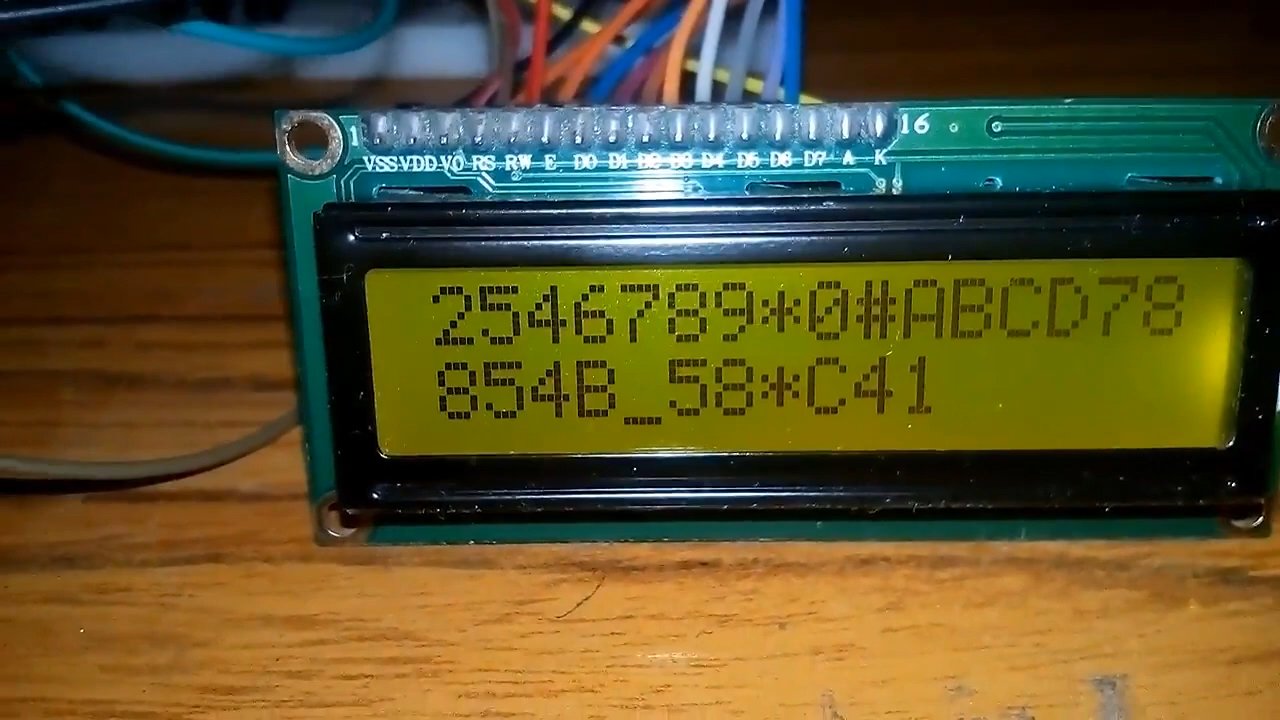 1 16
VSS VDD VO RS RW E D0 D1 D2 D3 D4 D5 D6 D7 A K
2546789*0#ABCD78
854B_58*C41